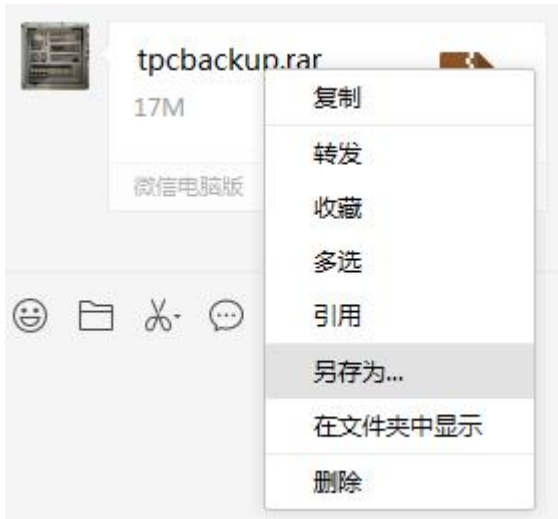 tpcbackup.rar
17M
微信电脑版
复制
转发
收藏
多选
引用
另存为...
在文件夹中显示
删除